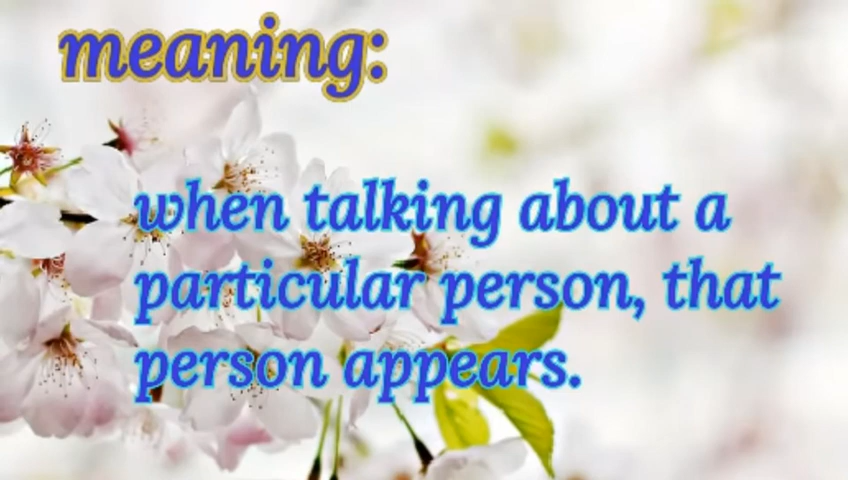 meaning:
when talking about a
particular person, that
person appears.